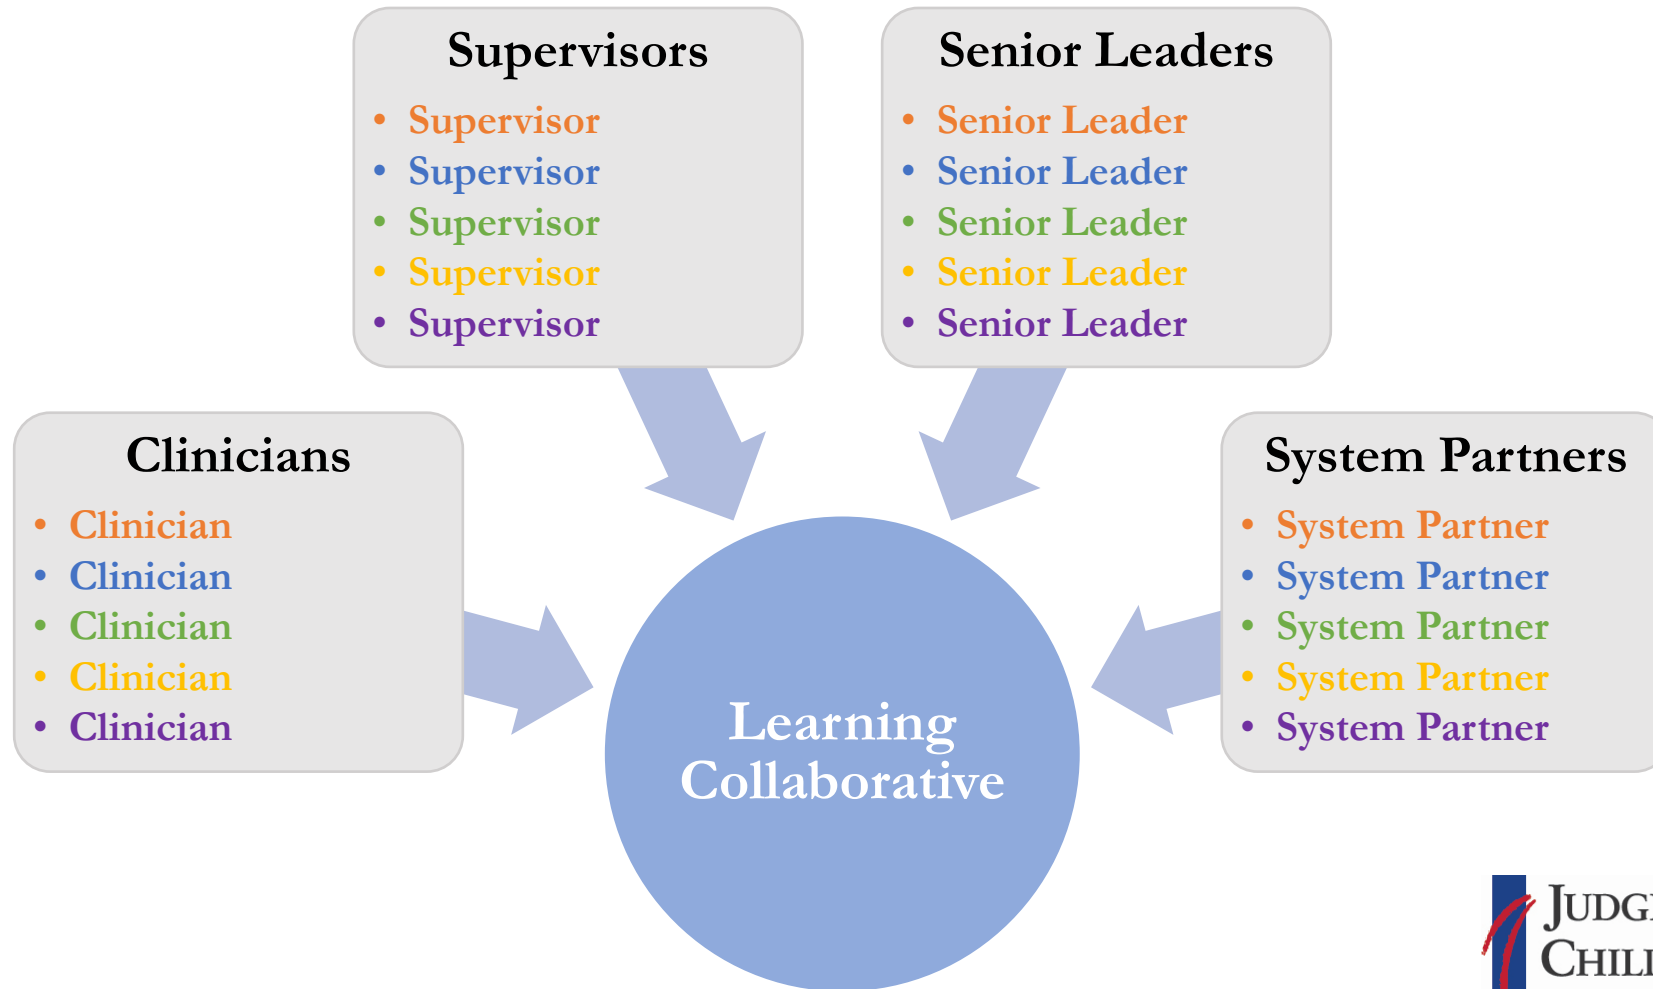 Supervisors
• Supervisor
• Supervisor
• Supervisor
• Supervisor
• Supervisor
Senior Leaders
• Senior Leader
• Senior Leader
• Senior Leader
• Senior Leader
• Senior Leader
Clinicians
• Clinician
• Clinician
• Clinician
• Clinician
• Clinician
System Partners
• System Partner
• System Partner
• System Partner
• System Partner
• System Partner
Learning
Collaborative